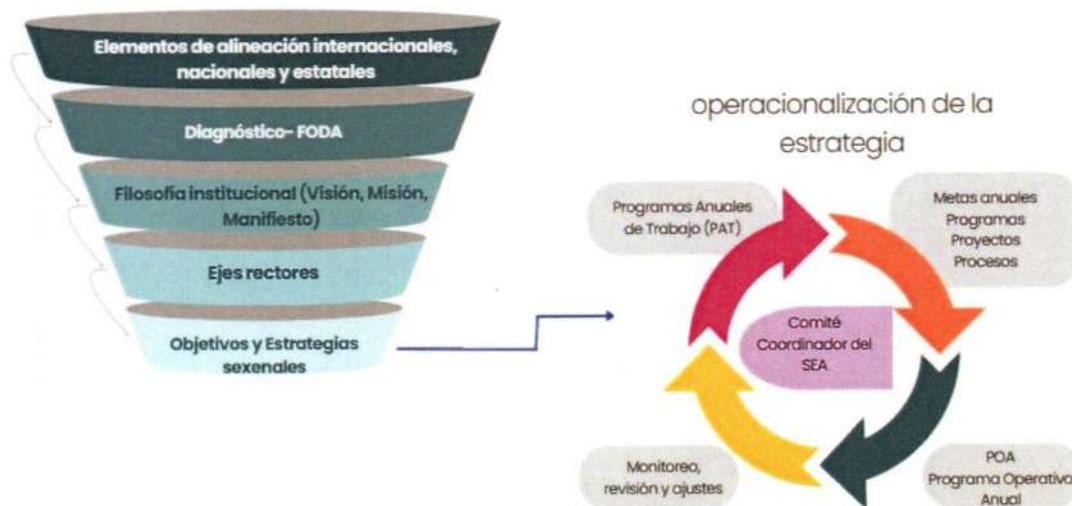 Elementos de alineación internacionales,
nacionales y estatales
Diagnóstico- FODA
Filosofía institucional (Visión, Misión,
Manifiesto)
Ejes rectores
Objetivos y Estrategias
sexenales
operacionalización de la
estrategia
Programas Anuales
de Trabajo (PAT)
Metas anuales
Programas
Proyectos
Procesos
Comité
Coordinador del
SEA
Monitoreo,
revisión y ajustes
POA
Programa Operativo
Anual